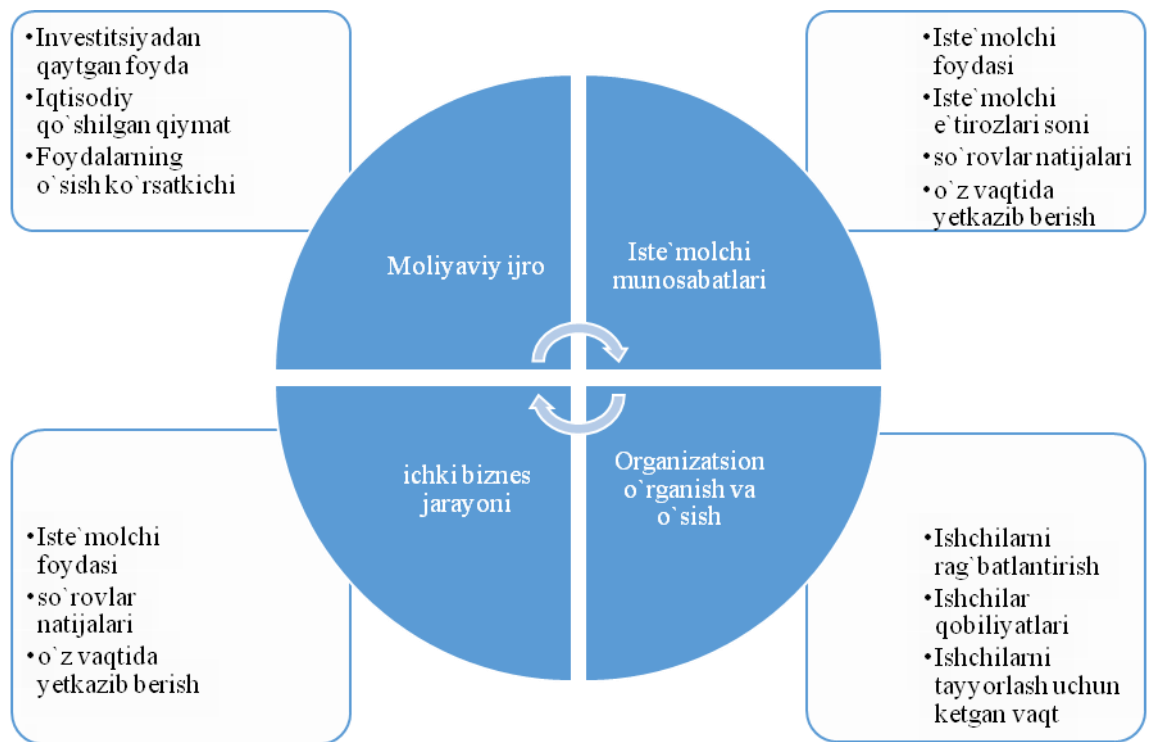 •Investitsiyadan
qaytgan foyda
•Iqtisodiy
qo`shilgan qiymat
•Foydalarning
o`sish ko`rsatkichi
•Iste`molchi
foydasi
•Iste`molchi
e`tirozlari soni
•so`rovlar natijalari
•o`z vaqtida
yetkazib berish
Moliyaviy ijro
Iste`molchi
munosabatlari
ichki biznes
jarayoni
Organizatsion
o`rganish va
o`sish
•Iste`molchi
foydasi
•so`rovlar
natijalari
•o`z vaqtida
yetkazib berish
•Ishchilarni
rag`batlantirish
•Ishchilar
qobiliyatlari
•Ishchilarni
tayyorlash uchun
ketgan vaqt